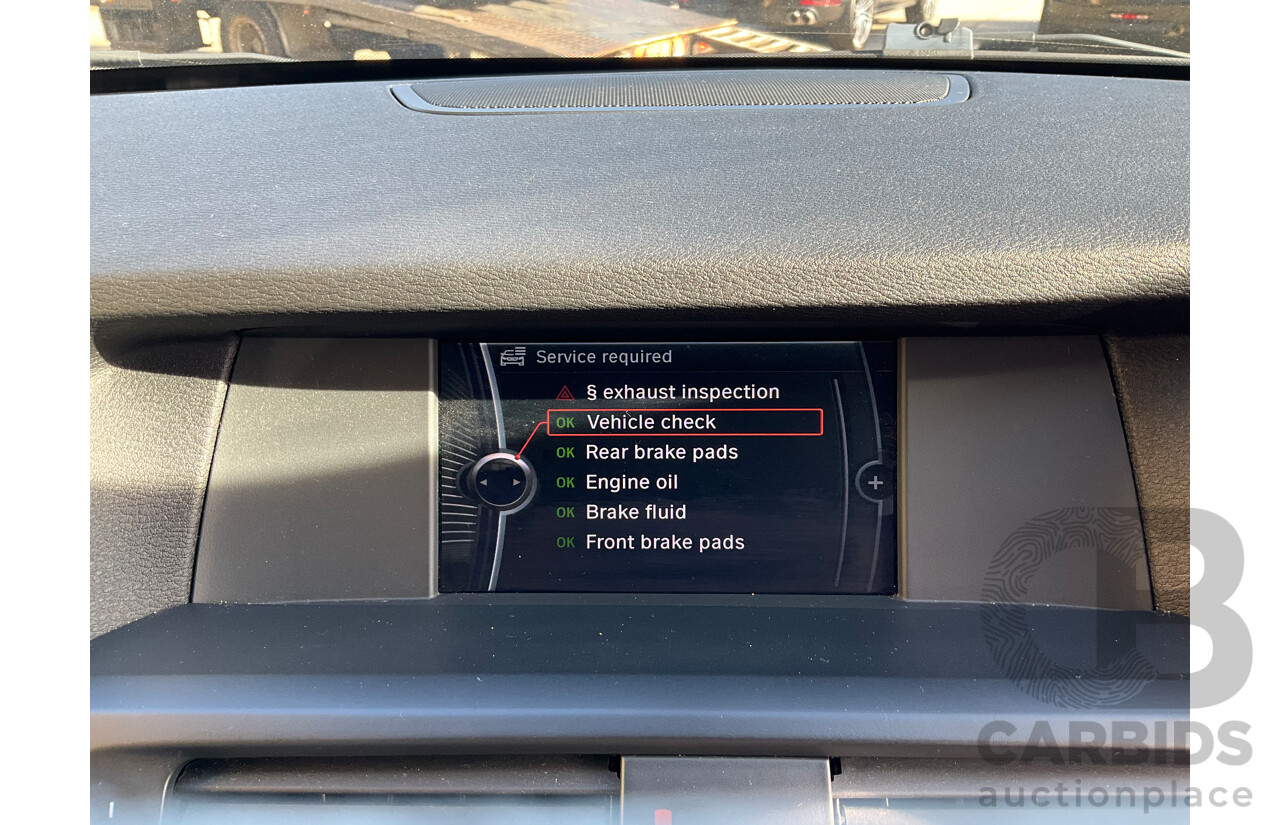 Service required
§ exhaust inspection
OK Vehicle check
OK Rear brake pads
OK Engine oil
OK Brake fluid
OK Front brake pads
CB
CARBIDS
auctionplace